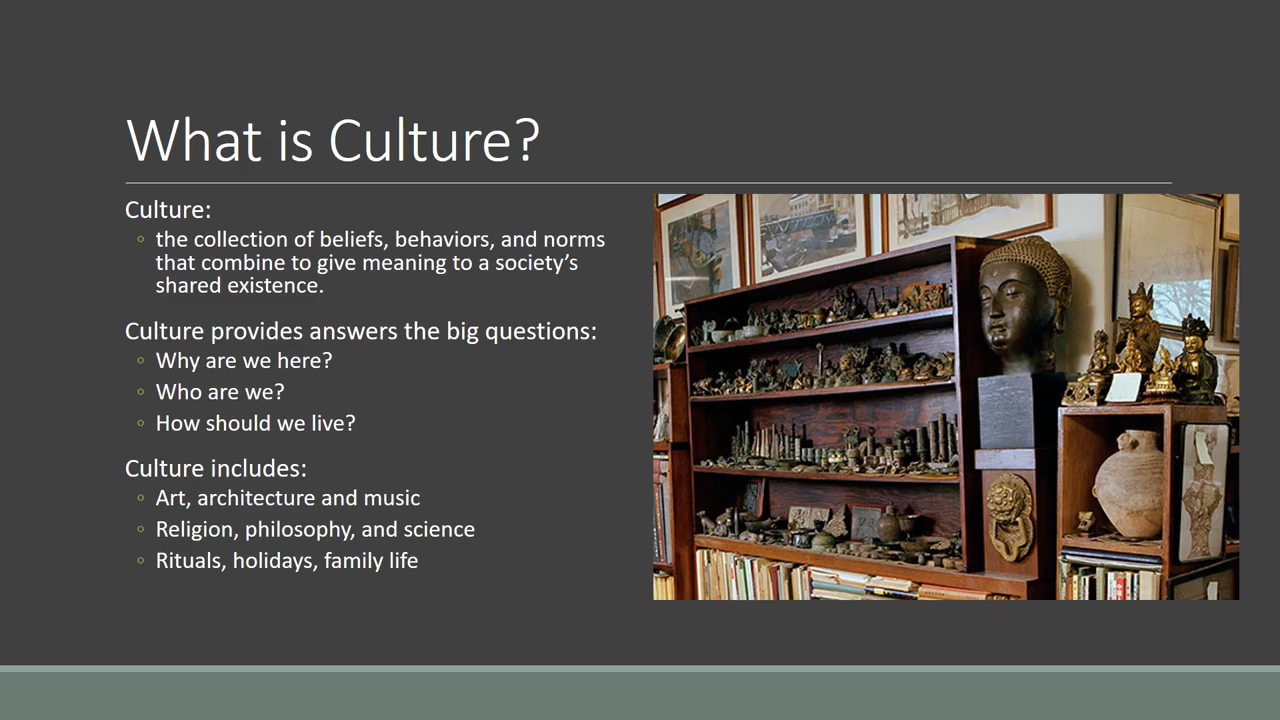 What is Culture?
Culture:
◦ the collection of beliefs, behaviors, and norms
that combine to give meaning to a society’s
shared existence.
Culture provides answers the big questions:
◦ Why are we here?
◦ Who are we?
◦ How should we live?
Culture includes:
◦ Art, architecture and music
◦ Religion, philosophy, and science
◦ Rituals, holidays, family life